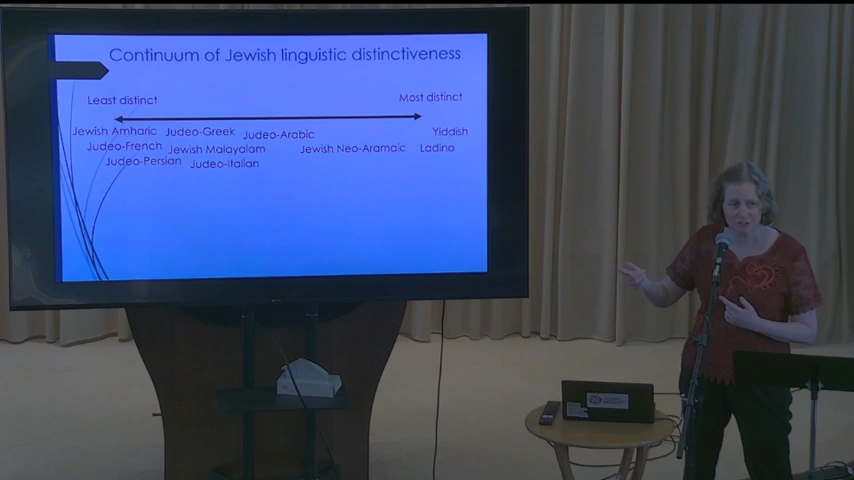 Continuum of Jewish linguistic distinctiveness
Least distinct
Most distinct
Jewish Amharic Judeo-Greek Judeo-Arabic Yiddish
Judeo-French Jewish Malayalam Jewish Neo-Aramaic Ladino
Judeo-Persian Judeo-Italian